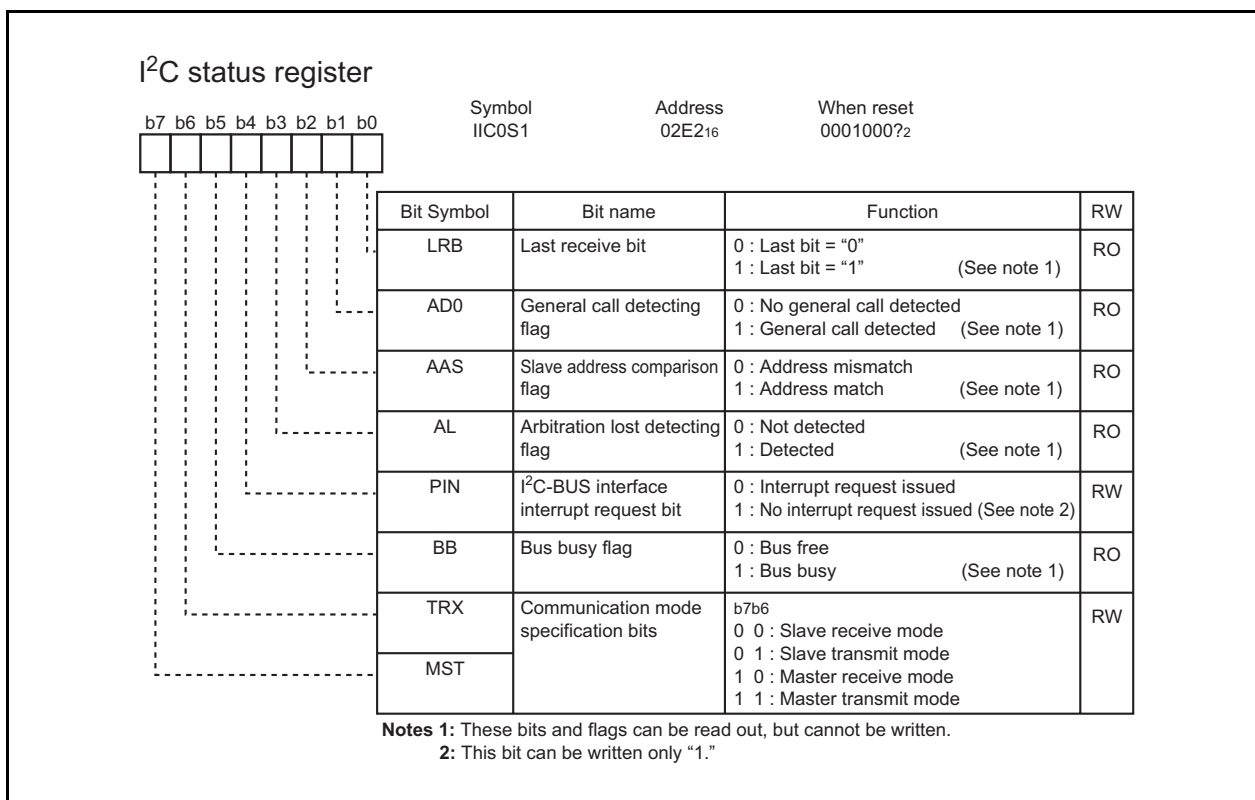 I²C status register
Symbol Address When reset
b7 b6 b5 b4 b3 b2 b1 b0 IIC0S1 02E2₁₆ 0001000?₂
Bit Symbol Bit name Function RW
LRB Last receive bit 0 : Last bit = “0” RO
1 : Last bit = “1” (See note 1)
AD0 General call detecting 0 : No general call detected RO
flag 1 : General call detected (See note 1)
AAS Slave address comparison 0 : Address mismatch RO
flag 1 : Address match (See note 1)
AL Arbitration lost detecting 0 : Not detected RO
flag 1 : Detected (See note 1)
PIN I²C-BUS interface 0 : Interrupt request issued RW
interrupt request bit 1 : No interrupt request issued (See note 2)
BB Bus busy flag 0 : Bus free RO
1 : Bus busy (See note 1)
TRX Communication mode b7b6 RW
specification bits 0 0 : Slave receive mode
0 1 : Slave transmit mode
MST 1 0 : Master receive mode
1 1 : Master transmit mode
Notes 1: These bits and flags can be read out, but cannot be written.
2: This bit can be written only “1.”